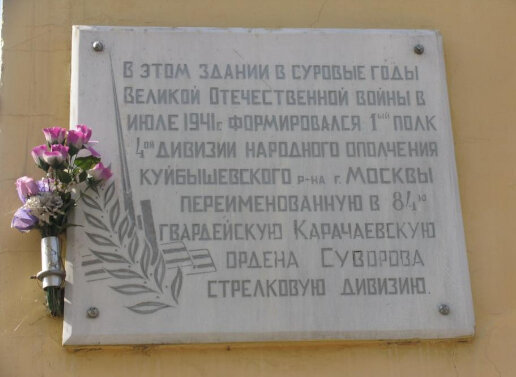 В ЭТОМ ЗДАНИИ В СУРОВЫЕ ГОДЫ
ВЕЛИКОЙ ОТЕЧЕСТВЕННОЙ ВОЙНЫ В
ИЮЛЕ 1941 г. ФОРМИРОВАЛСЯ 1ЫЙ ПОЛК
4ОЙ ДИВИЗИИ НАРОДНОГО ОПОЛЧЕНИЯ
КУЙБЫШЕВСКОГО Р-НА Г. МОСКВЫ
ПЕРЕИМЕНОВАННУЮ В 84Ю
ГВАРДЕЙСКУЮ КАРАЧАЕВСКУЮ
ОРДЕНА СУВОРОВА
СТРЕЛКОВУЮ ДИВИЗИЮ.